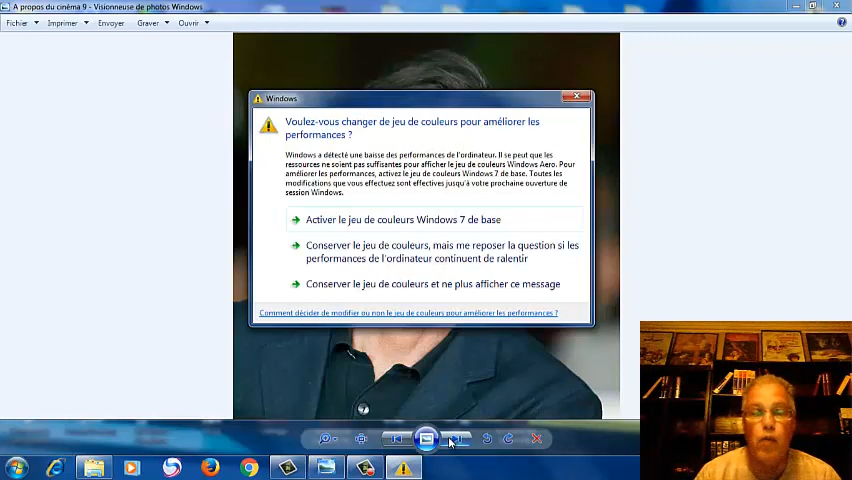 A propos du cinéma 9 - Visionneuse de photos Windows
Fichier Imprimer Envoyer Graver Ouvrir
Windows
Voulez-vous changer de jeu de couleurs pour améliorer les
performances ?
Windows a détecté une baisse des performances de l'ordinateur. Il se peut que les
ressources ne soient pas suffisantes pour afficher le jeu de couleurs Windows Aero. Pour
améliorer les performances, activez le jeu de couleurs Windows 7 de base. Toutes les
modifications que vous effectuez sont effectives jusqu'à votre prochaine ouverture de
session Windows.
Activer le jeu de couleurs Windows 7 de base
Conserver le jeu de couleurs, mais me reposer la question si les
performances de l'ordinateur continuent de ralentir
Conserver le jeu de couleurs et ne plus afficher ce message
Comment décider de modifier ou non le jeu de couleurs pour améliorer les performances ?